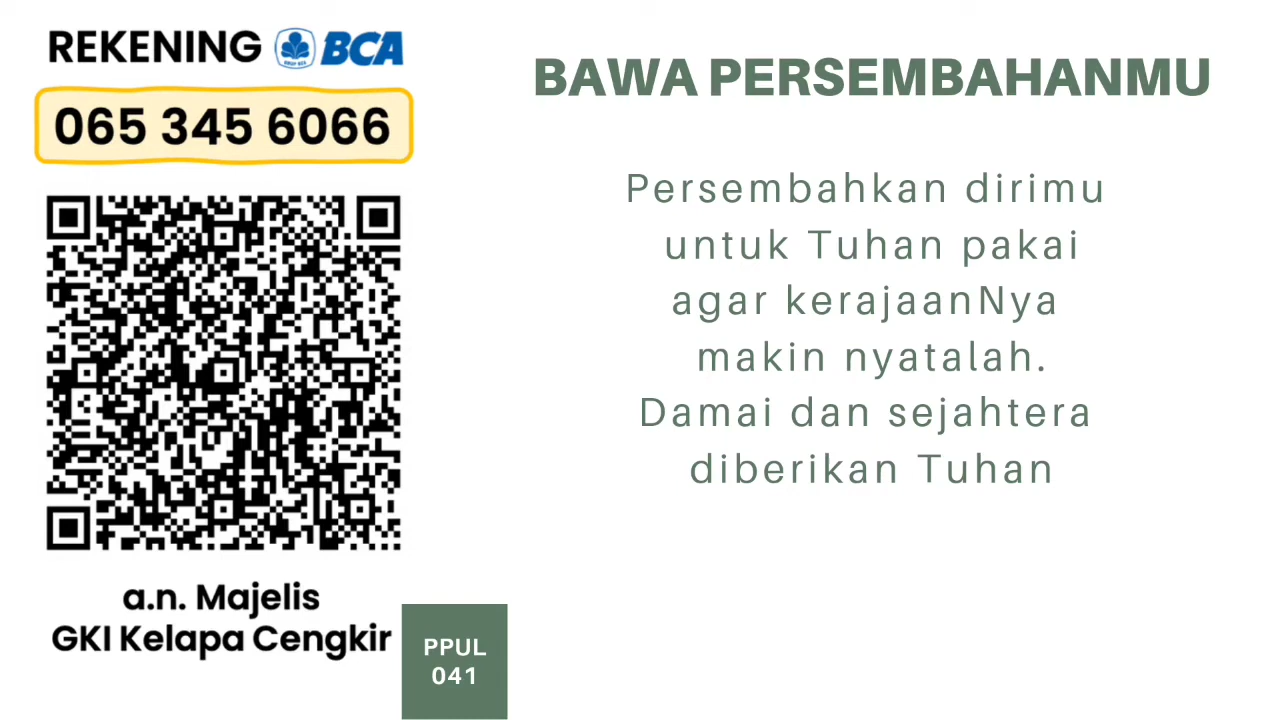 REKENING BCA
065 345 6066
a.n. Majelis
GKI Kelapa Cengkir
PPUL
041
BAWA PERSEMBAHANMU
Persembahkan dirimu
untuk Tuhan pakai
agar kerajaanNya
makin nyatalah.
Damai dan sejahtera
diberikan Tuhan